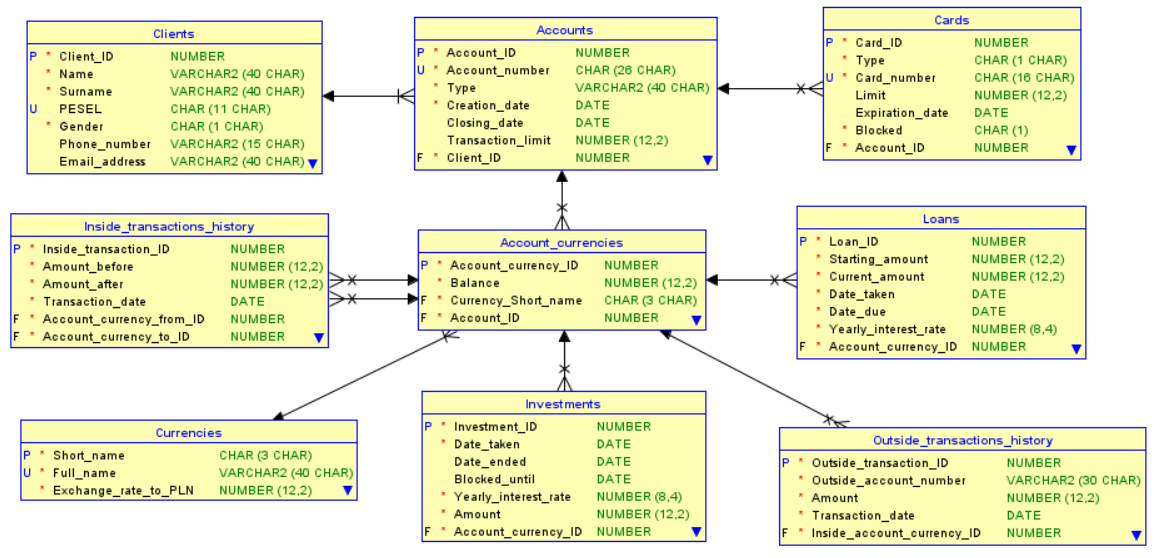 Clients
P * Client_ID NUMBER
* Name VARCHAR2 (40 CHAR)
* Surname VARCHAR2 (40 CHAR)
U PESEL CHAR (11 CHAR)
* Gender CHAR (1 CHAR)
Phone_number VARCHAR2 (15 CHAR)
Email_address VARCHAR2 (40 CHAR)
Accounts
P * Account_ID NUMBER
U * Account_number CHAR (26 CHAR)
* Type VARCHAR2 (40 CHAR)
* Creation_date DATE
Closing_date DATE
Transaction_limit NUMBER (12,2)
F * Client_ID NUMBER
Cards
P * Card_ID NUMBER
* Type CHAR (1 CHAR)
U * Card_number CHAR (16 CHAR)
Limit NUMBER (12,2)
Expiration_date DATE
* Blocked CHAR (1)
F * Account_ID NUMBER
Inside_transactions_history
P * Inside_transaction_ID NUMBER
* Amount_before NUMBER (12,2)
* Amount_after NUMBER (12,2)
* Transaction_date DATE
F * Account_currency_from_ID NUMBER
F * Account_currency_to_ID NUMBER
Account_currencies
P * Account_currency_ID NUMBER
Balance NUMBER (12,2)
F * Currency_Short_name CHAR (3 CHAR)
F * Account_ID NUMBER
Loans
P * Loan_ID NUMBER
* Starting_amount NUMBER (12,2)
* Current_amount NUMBER (12,2)
* Date_taken DATE
* Date_due DATE
* Yearly_interest_rate NUMBER (8,4)
F * Account_currency_ID NUMBER
Currencies
P * Short_name CHAR (3 CHAR)
U * Full_name VARCHAR2 (40 CHAR)
* Exchange_rate_to_PLN NUMBER (12,2)
Investments
P * Investment_ID NUMBER
* Date_taken DATE
Date_ended DATE
Blocked_until DATE
* Yearly_interest_rate NUMBER (8,4)
* Amount NUMBER (12,2)
F * Account_currency_ID NUMBER
Outside_transactions_history
P * Outside_transaction_ID NUMBER
* Outside_account_number VARCHAR2 (30 CHAR)
* Amount NUMBER (12,2)
* Transaction_date DATE
F * Inside_account_currency_ID NUMBER